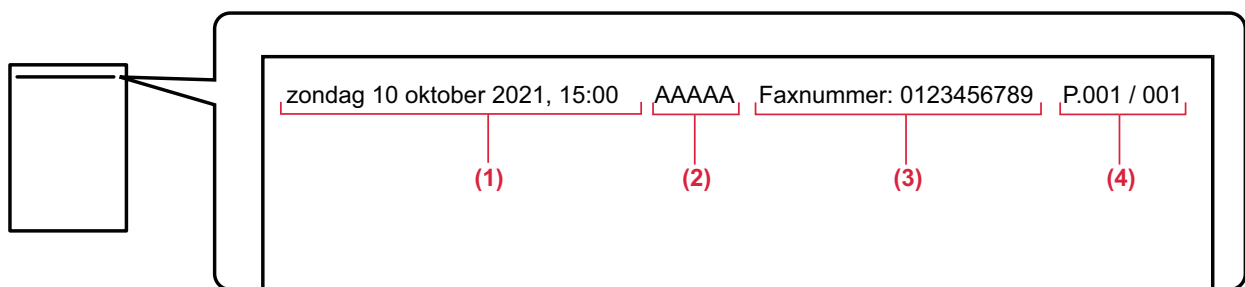 zondag 10 oktober 2021, 15:00 AAAAA Faxnummer: 0123456789 P.001 / 001
(1) (2) (3) (4)